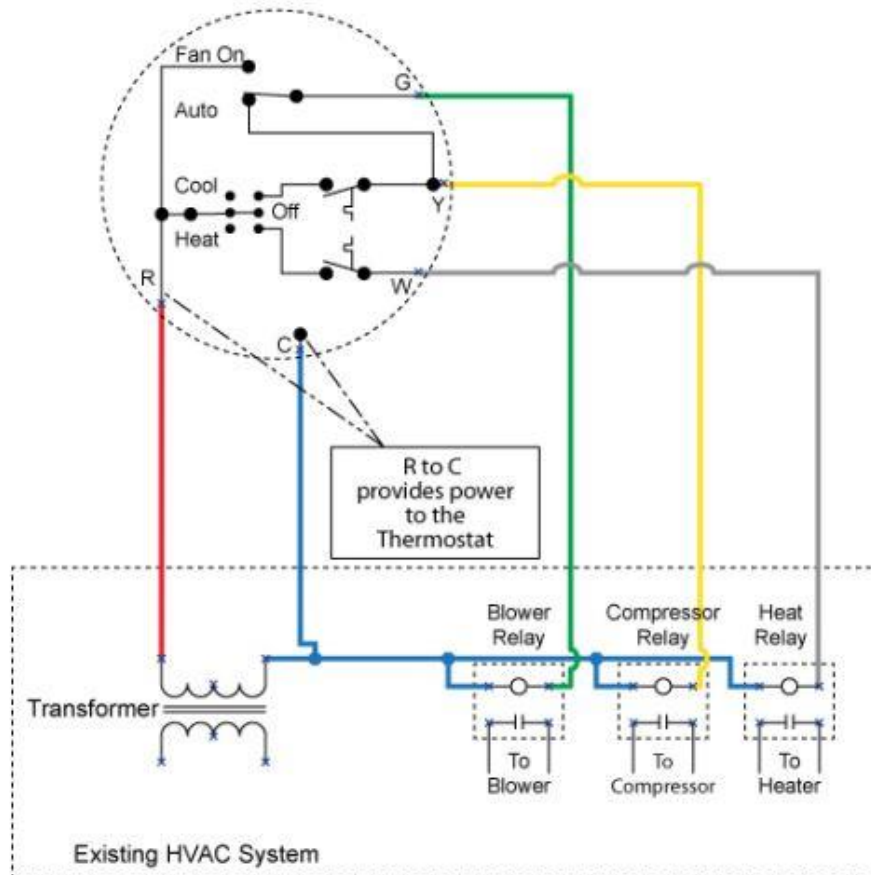 Fan On
G
Auto
Cool
Off
Y
Heat
R
W
C
R to C
provides power
to the
Thermostat
Blower
Relay
Compressor
Relay
Heat
Relay
Transformer
To
Blower
To
Compressor
To
Heater
Existing HVAC System